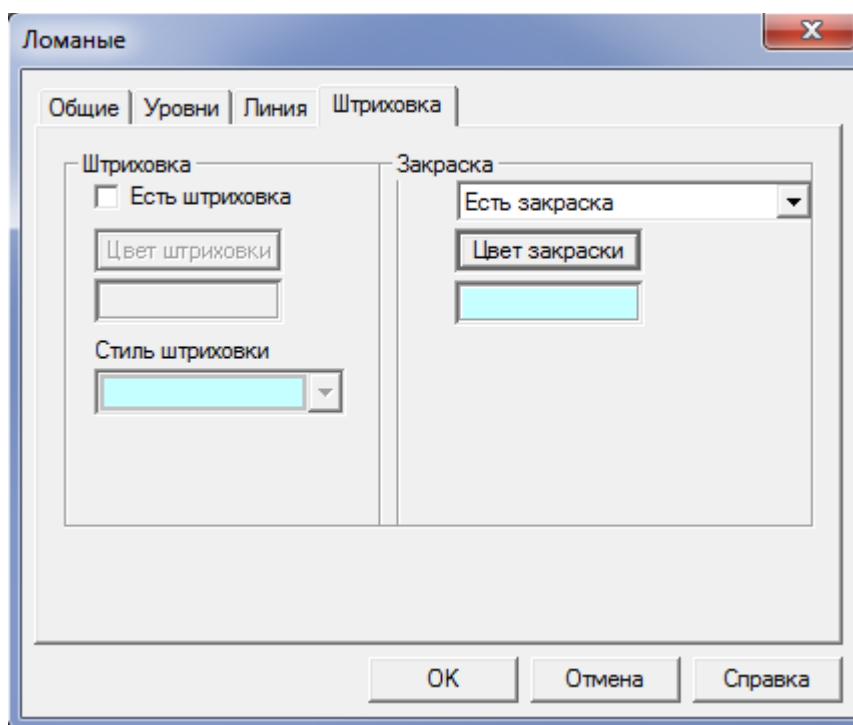 Ломаные
Общие Уровни Линия Штриховка
Штриховка
Есть штриховка
Цвет штриховки
Стиль штриховки
Закраска
Есть закраска
Цвет закраски
OK Отмена Справка